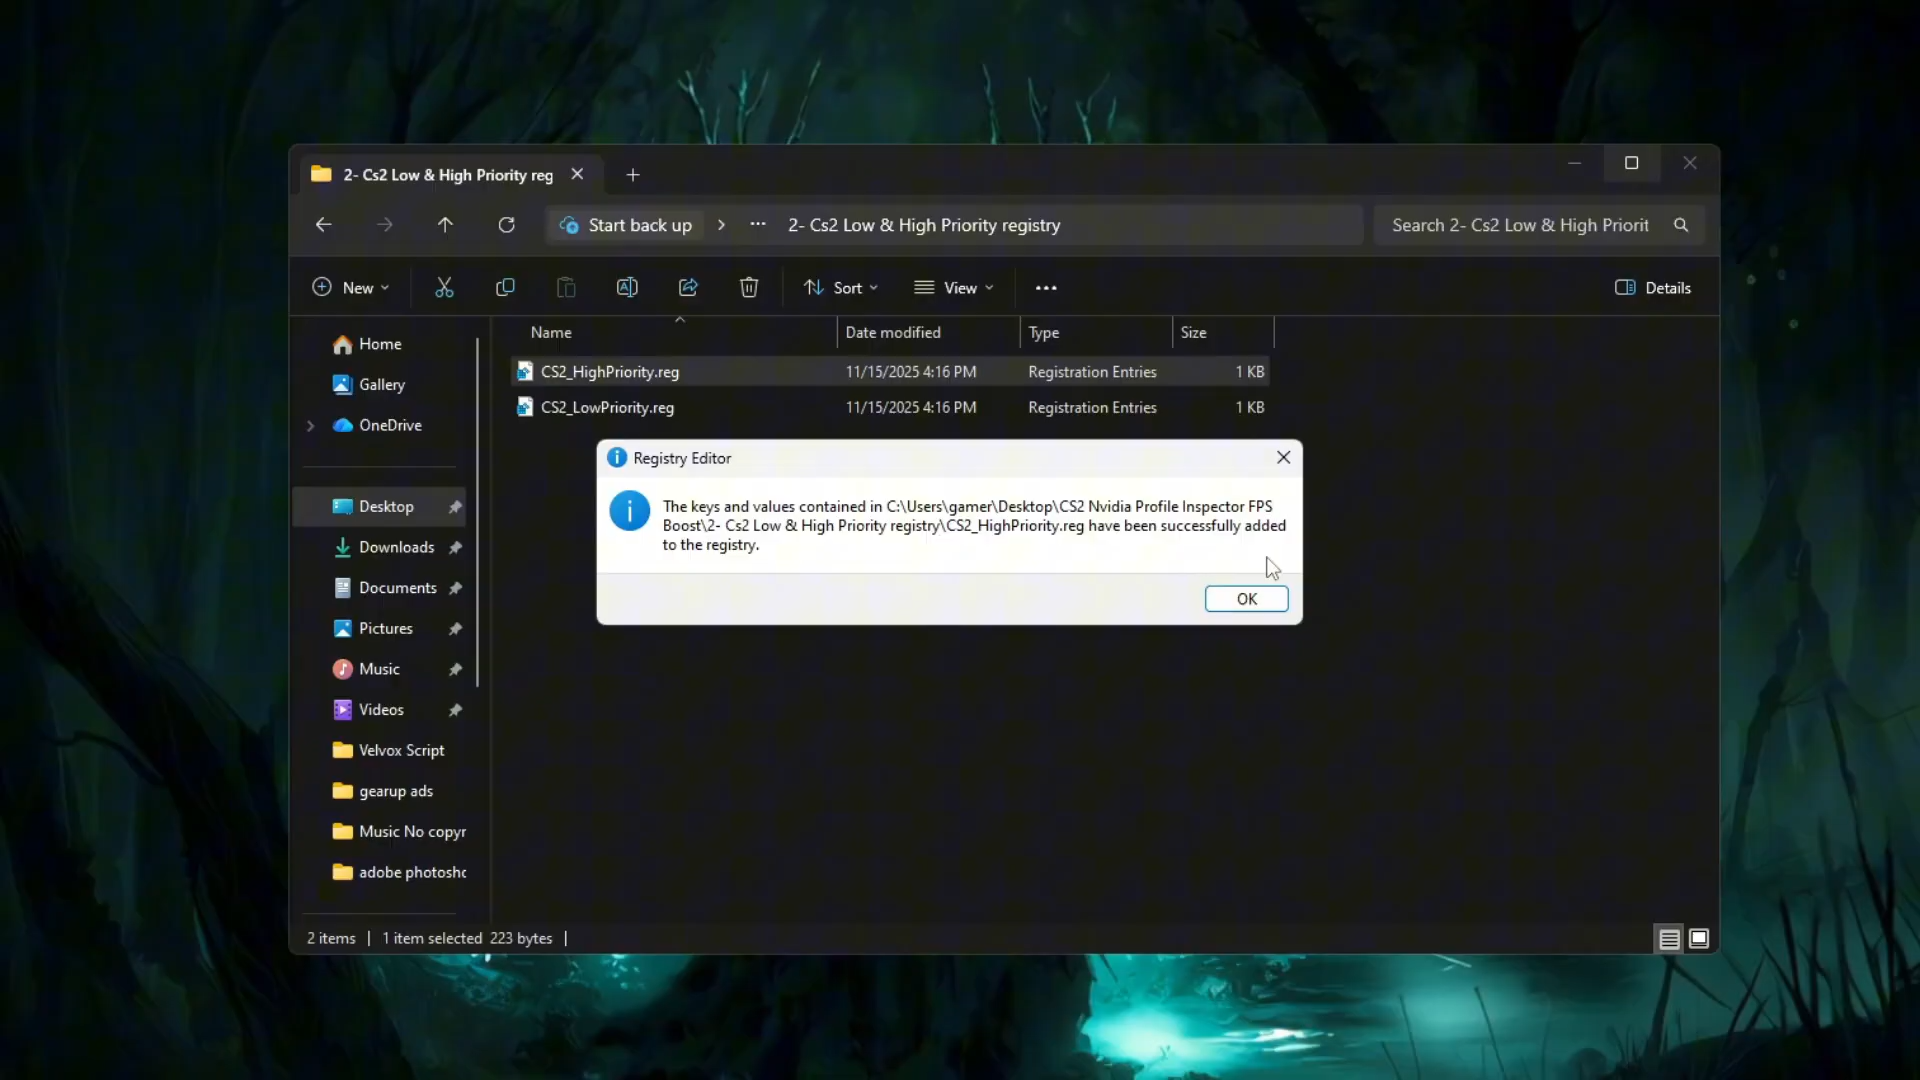 2- Cs2 Low & High Priority reg
Start back up
2- Cs2 Low & High Priority registry
Search 2- Cs2 Low & High Priorit
New
Sort
View
Details
Name
Date modified
Type
Size
Home
Gallery
OneDrive
Desktop
Downloads
Documents
Pictures
Music
Videos
Velvox Script
gearup ads
Music No copyr
adobe photosho
CS2_HighPriority.reg 11/15/2025 4:16 PM Registration Entries 1 KB
CS2_LowPriority.reg 11/15/2025 4:16 PM Registration Entries 1 KB
Registry Editor
The keys and values contained in C:\Users\gamer\Desktop\CS2 Nvidia Profile Inspector FPS
Boost\2- Cs2 Low & High Priority registry\CS2_HighPriority.reg have been successfully added
to the registry.
OK
2 items
1 item selected 223 bytes